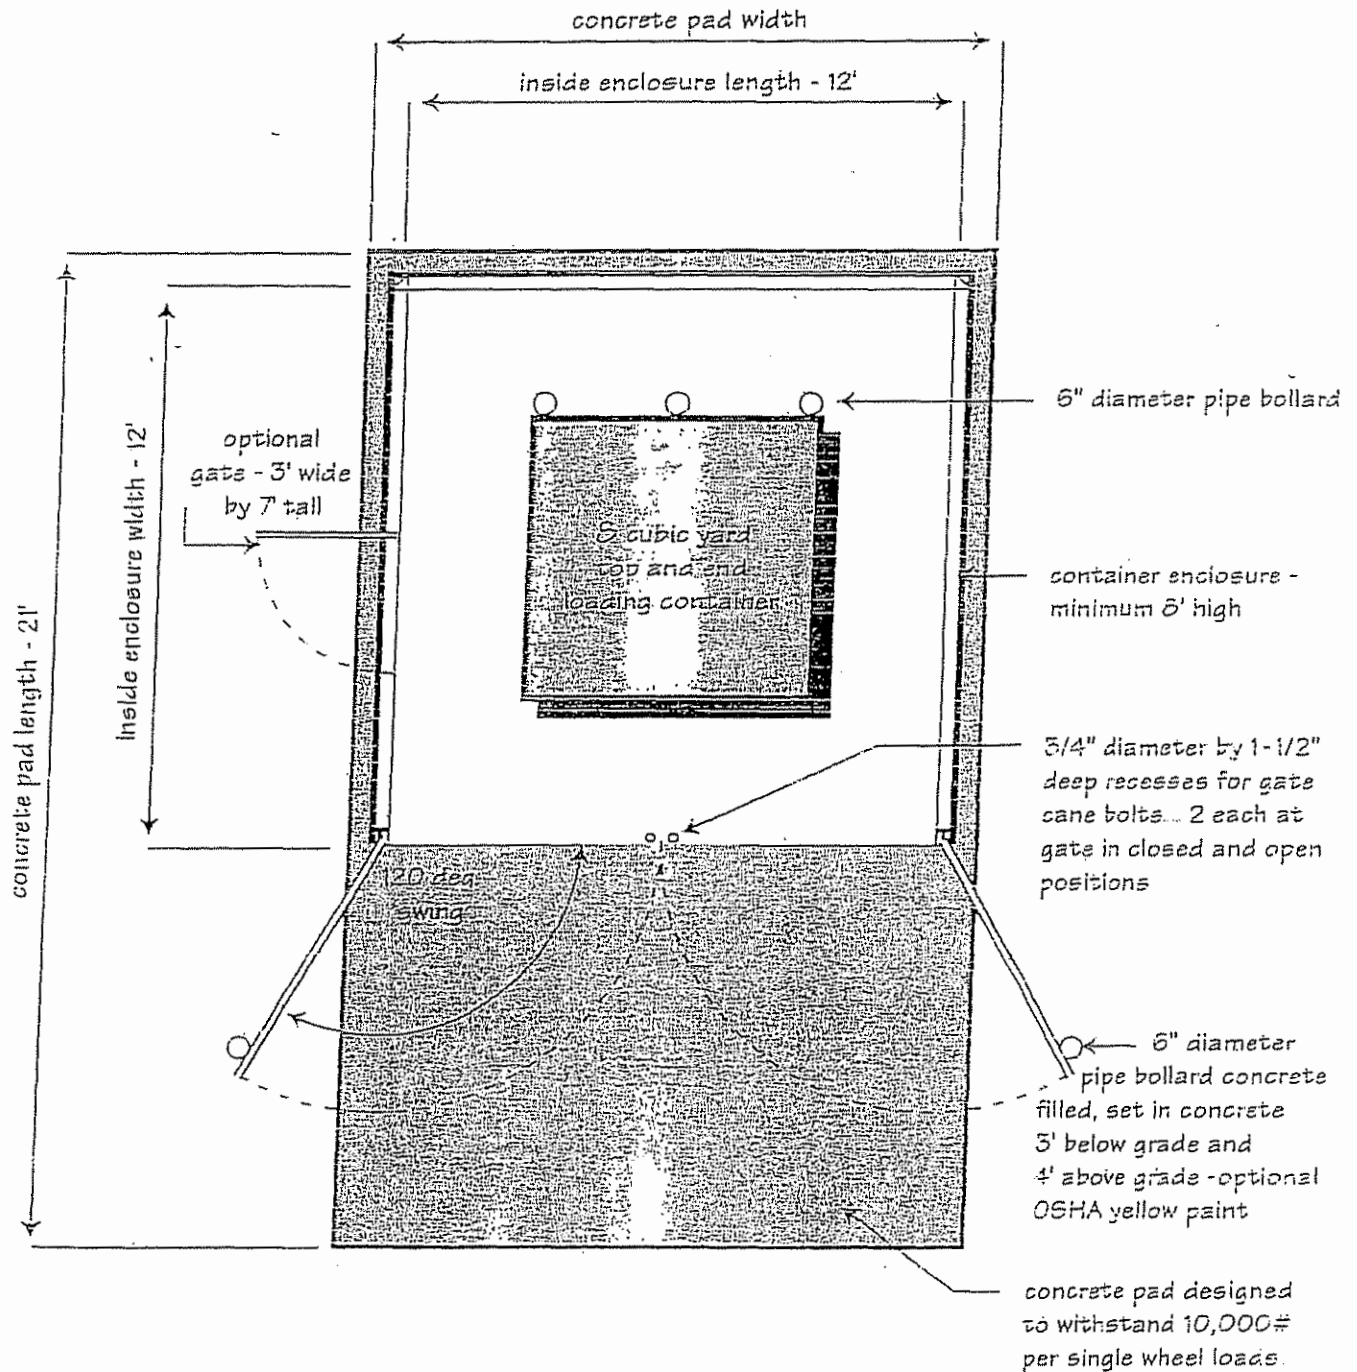 concrete pad width
inside enclosure length - 12'
concrete pad length - 21'
inside enclosure width - 12'
optional
gate - 3' wide
by 7' tall
cubic yard
top and end
loading container
6" diameter pipe bollard
container enclosure -
minimum high
3/4" diameter by 1-1/2"
deep recesses for gate
cane bolts... 2 each at
gate in closed and open
positions
120 deg
swing
6" diameter
pipe bollard concrete
filled, set in concrete
3' below grade and
4' above grade -optional
OSHA yellow paint
concrete pad designed
to withstand 10,000#
per single wheel loads.